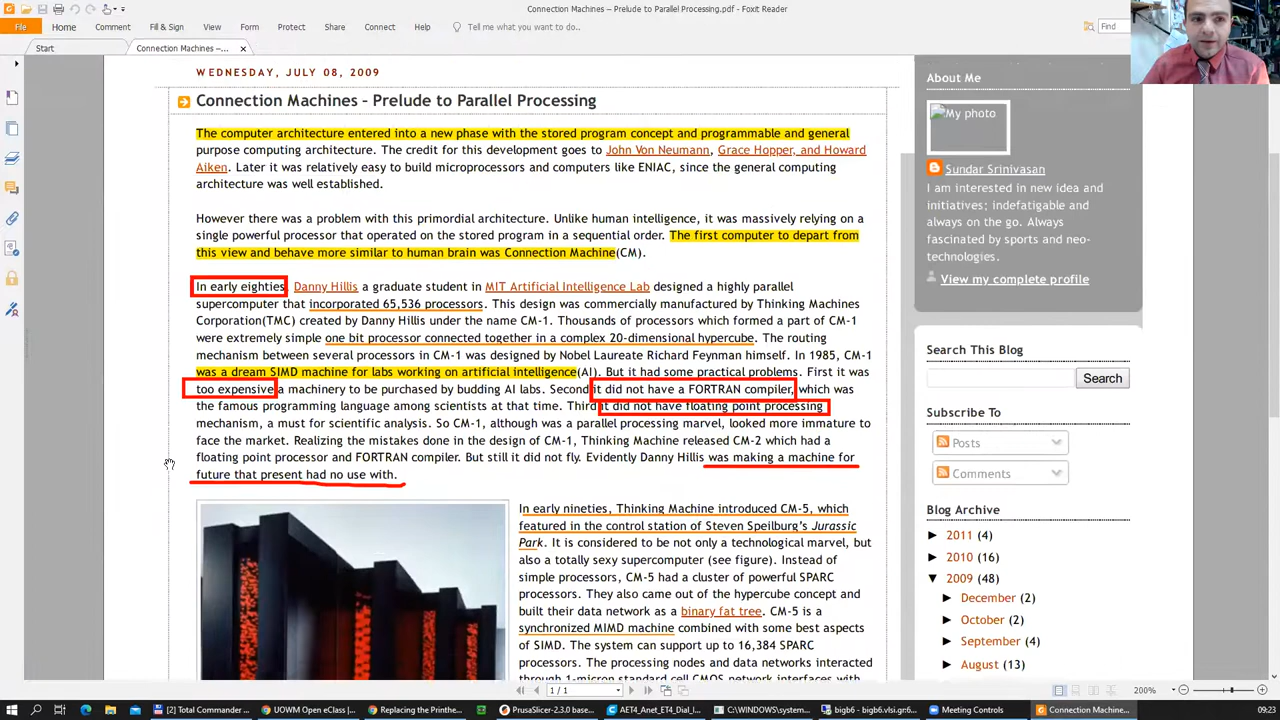 Connection Machines – Prelude to Parallel Processing.pdf - Foxit Reader
File Home Comment Fill & Sign View Form Protect Share Connect Help Tell me what you want to do.. Find
Start Connection Machines –...
WEDNESDAY, JULY 08, 2009
Connection Machines - Prelude to Parallel Processing
The computer architecture entered into a new phase with the stored program concept and programmable and general
purpose computing architecture. The credit for this development goes to John Von Neumann, Grace Hopper, and Howard
Aiken. Later it was relatively easy to build microprocessors and computers like ENIAC, since the general computing
architecture was well established.
However there was a problem with this primordial architecture. Unlike human intelligence, it was massively relying on a
single powerful processor that operated on the stored program in a sequential order. The first computer to depart from
this view and behave more similar to human brain was Connection Machine(CM).
In early eighties Danny Hillis a graduate student in MIT Artificial Intelligence Lab designed a highly parallel
supercomputer that incorporated 65,536 processors. This design was commercially manufactured by Thinking Machines
Corporation(TMC) created by Danny Hillis under the name CM-1. Thousands of processors which formed a part of CM-1
were extremely simple one bit processor connected together in a complex 20-dimensional hypercube. The routing
mechanism between several processors in CM-1 was designed by Nobel Laureate Richard Feynman himself. In 1985, CM-1
was a dream SIMD machine for labs working on artificial intelligence(AI). But it had some practical problems. First it was
too expensive a machinery to be purchased by budding AI labs. Second it did not have a FORTRAN compiler, which was
the famous programming language among scientists at that time. Third it did not have floating point processing
mechanism, a must for scientific analysis. So CM-1, although was a parallel processing marvel, looked more immature to
face the market. Realizing the mistakes done in the design of CM-1, Thinking Machine released CM-2 which had a
floating point processor and FORTRAN compiler. But still it did not fly. Evidently Danny Hillis was making a machine for
future that present had no use with.
In early nineties, Thinking Machine introduced CM-5, which
featured in the control station of Steven Speilburg's Jurassic
Park. It is considered to be not only a technological marvel, but
also a totally sexy supercomputer (see figure). Instead of
simple processors, CM-5 had a cluster of powerful SPARC
processors. They also came out of the hypercube concept and
built their data network as a binary fat tree. CM-5 is a
synchronized MIMD machine combined with some best aspects
of SIMD. The system can support up to 16,384 SPARC
processors. The processing nodes and data networks interacted
through 1-micron standard cell CMOS network interfaces with
About Me
My photo
Sundar Srinivasan
I am interested in new idea and
initiatives; indefatigable and
always on the go. Always
fascinated by sports and neo-
technologies.
View my complete profile
Search This Blog
Search
Subscribe To
Posts
Comments
Blog Archive
► 2011 (4)
► 2010 (16)
▼ 2009 (48)
► December (2)
► October (2)
► September (4)
► August (13)
1 / 1 200%
Total Commander ... UOWM Open eClass |... Replacing the Printhe... PrusaSlicer-2.3.0 ... AET4_Anet_ET4_Dial_I... C:\WINDOWS\system... bigb6 - bigb6.vlsi.gr:6... Meeting Controls Connection Machine... 09:23